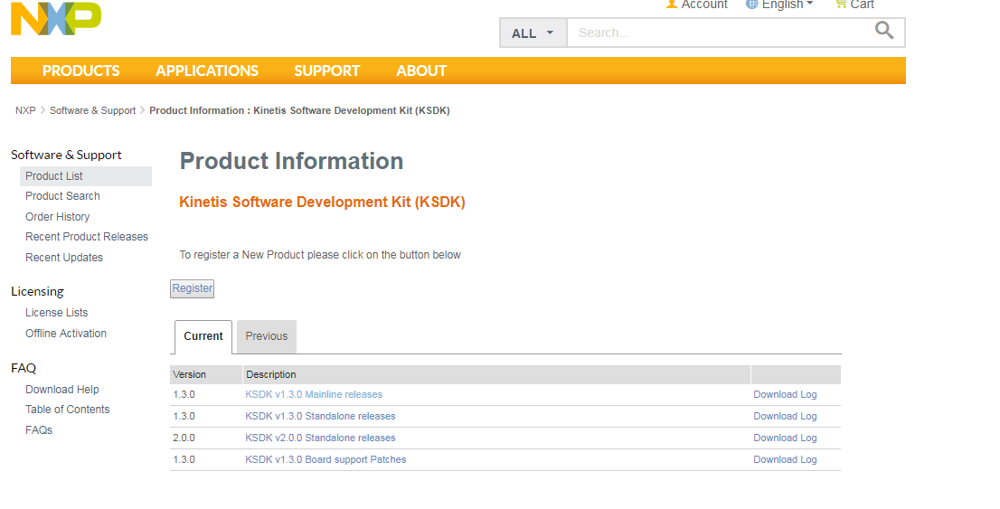 NXP
Account English Cart
ALL Search...
PRODUCTS APPLICATIONS SUPPORT ABOUT
NXP > Software & Support > Product Information : Kinetis Software Development Kit (KSDK)
Software & Support
Product List
Product Search
Order History
Recent Product Releases
Recent Updates
Licensing
License Lists
Offline Activation
FAQ
Download Help
Table of Contents
FAQs
Product Information
Kinetis Software Development Kit (KSDK)
To register a New Product please click on the button below
Register
Current Previous
Version Description
1.3.0 KSDK v1.3.0 Mainline releases Download Log
1.3.0 KSDK v1.3.0 Standalone releases Download Log
2.0.0 KSDK v2.0.0 Standalone releases Download Log
1.3.0 KSDK v1.3.0 Board support Patches Download Log